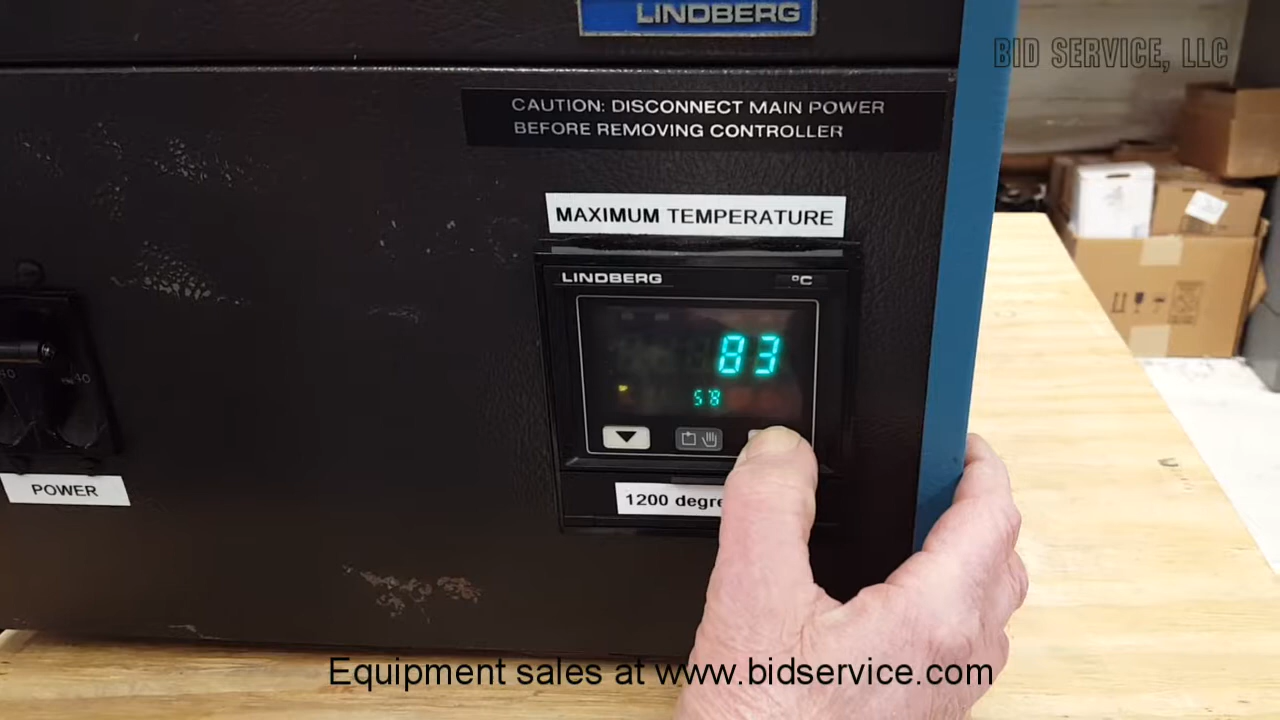 LINDBERG
BID SERVICE, LLC
CAUTION: DISCONNECT MAIN POWER
BEFORE REMOVING CONTROLLER
MAXIMUM TEMPERATURE
LINDBERG °C
83
58
40
POWER
1200
Equipment sales at www.bidservice.com